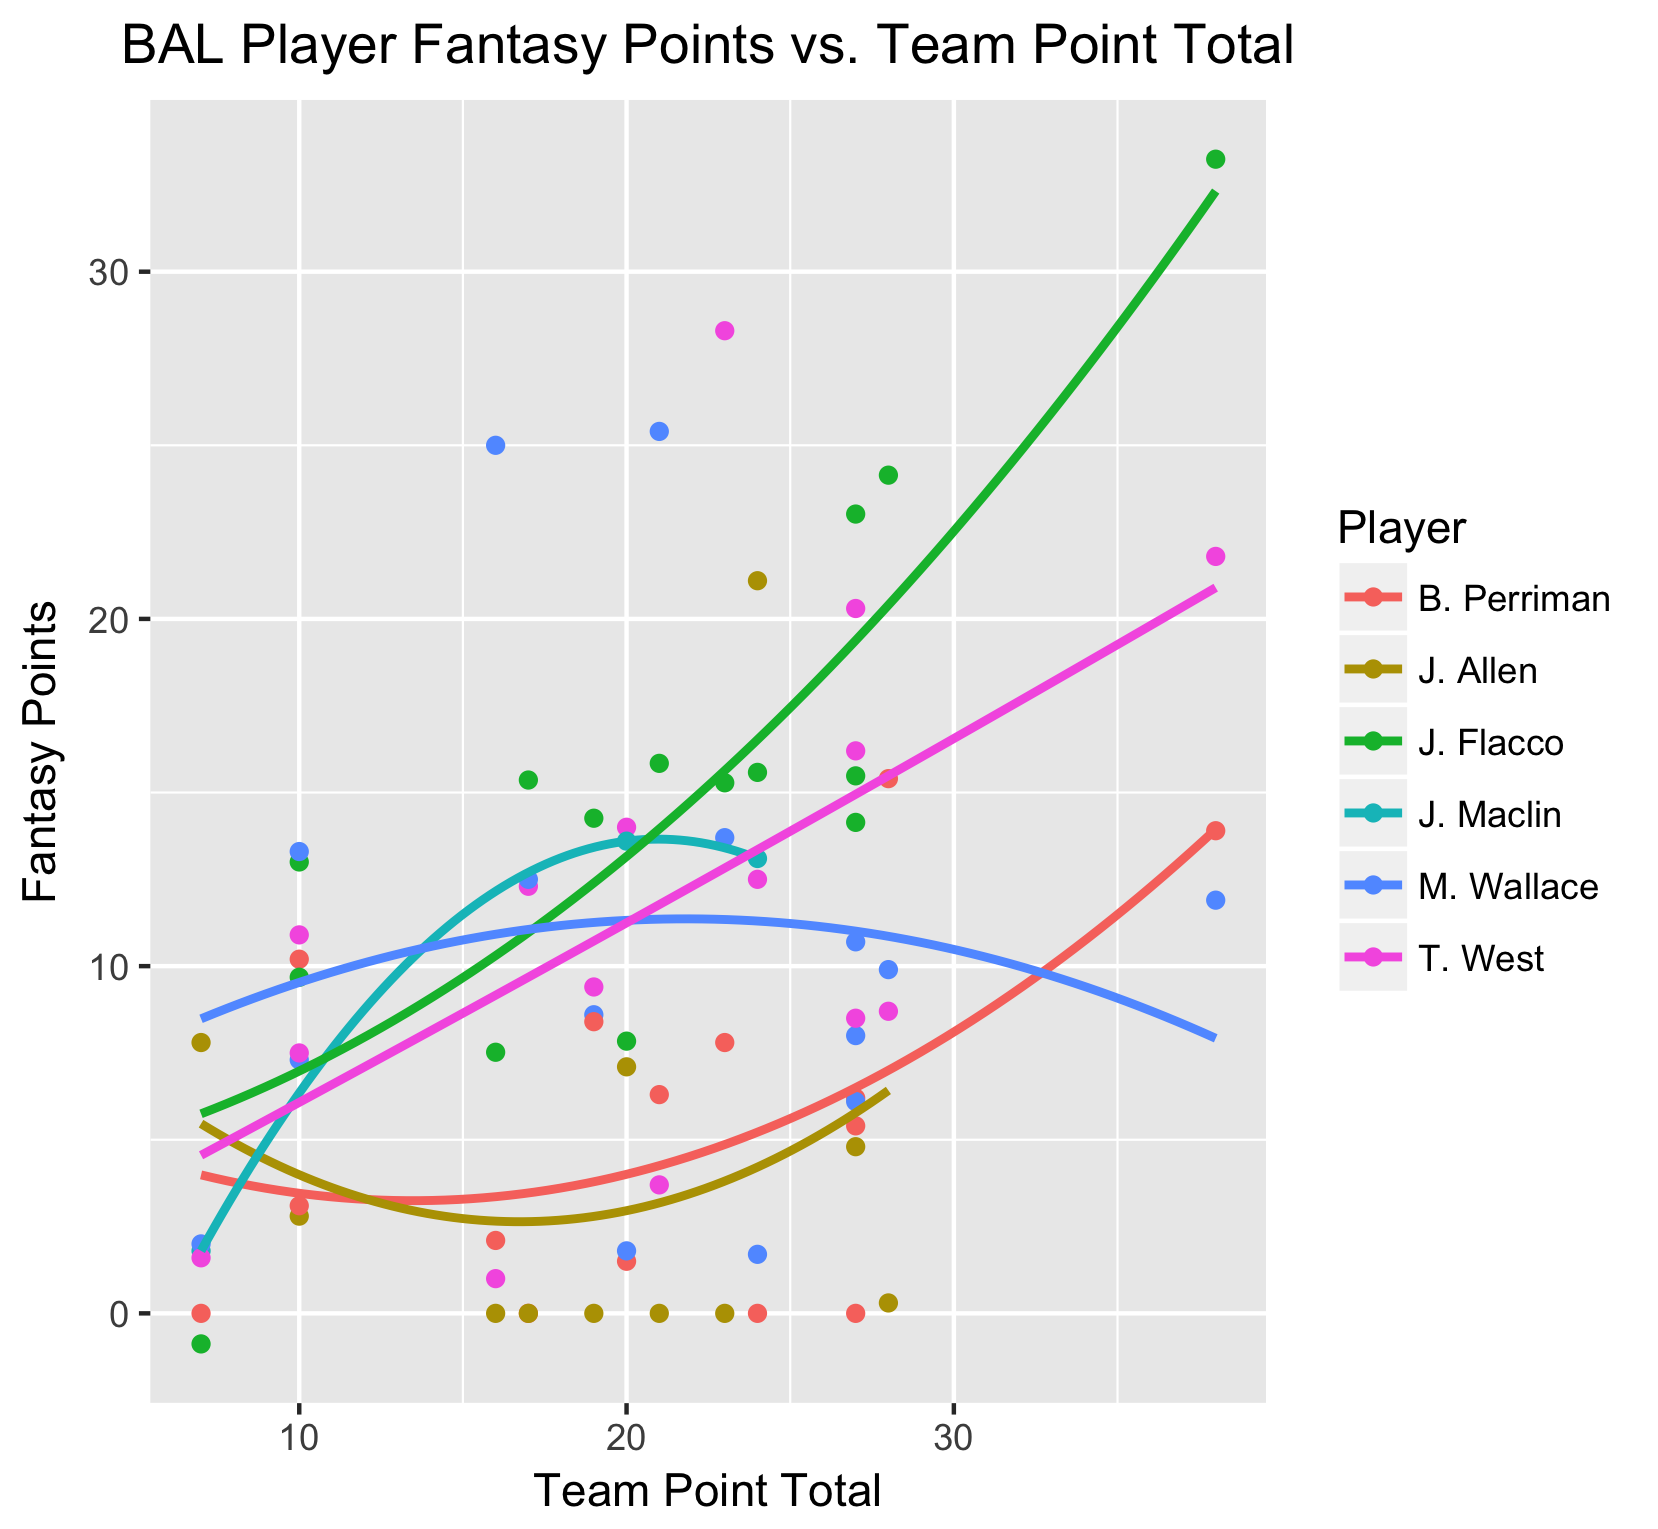 BAL Player Fantasy Points vs. Team Point Total
Fantasy Points
30
20
10
0
10
20
30
Team Point Total
Player
B. Perriman
J. Allen
J. Flacco
J. Maclin
M. Wallace
T. West